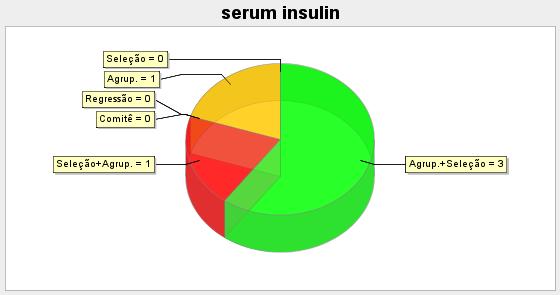 serum insulin
Seleção = 0
Agrup. = 1
Regressão = 0
Comitê = 0
Seleção+Agrup. = 1
Agrup.+Seleção = 3